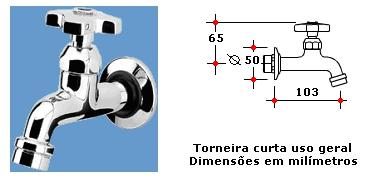 65
Ø 50
103
Torneira curta uso geral
Dimensões em milímetros